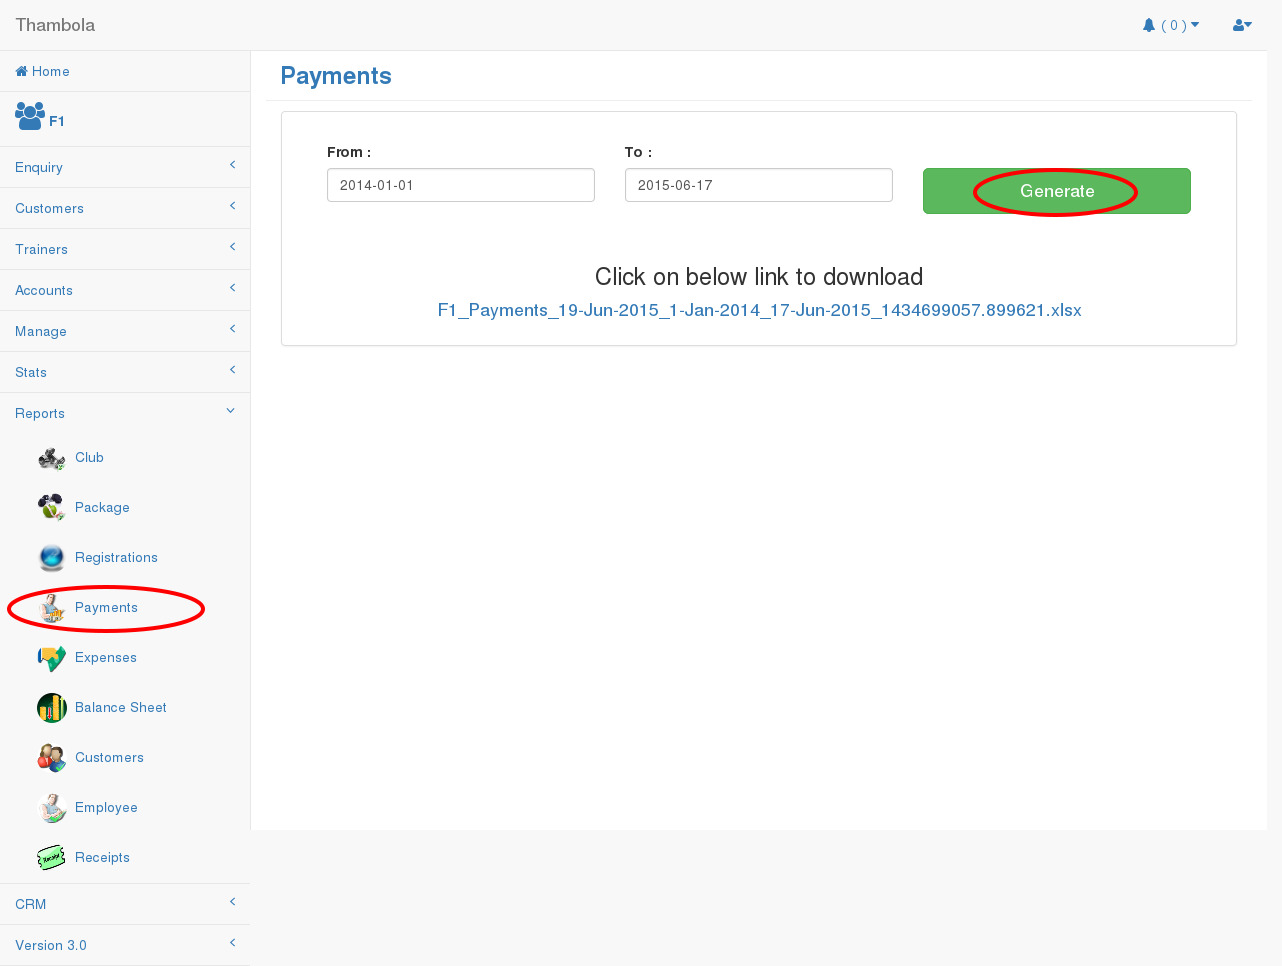 Thambola
( 0 )
Home
F1
Enquiry
Customers
Trainers
Accounts
Manage
Stats
Reports
Club
Package
Registrations
Payments
Expenses
Balance Sheet
Customers
Employee
Receipts
CRM
Version 3.0
Payments
From :
To :
2014-01-01
2015-06-17
Generate
Click on below link to download
F1_Payments_19-Jun-2015_1-Jan-2014_17-Jun-2015_1434699057.899621.xlsx